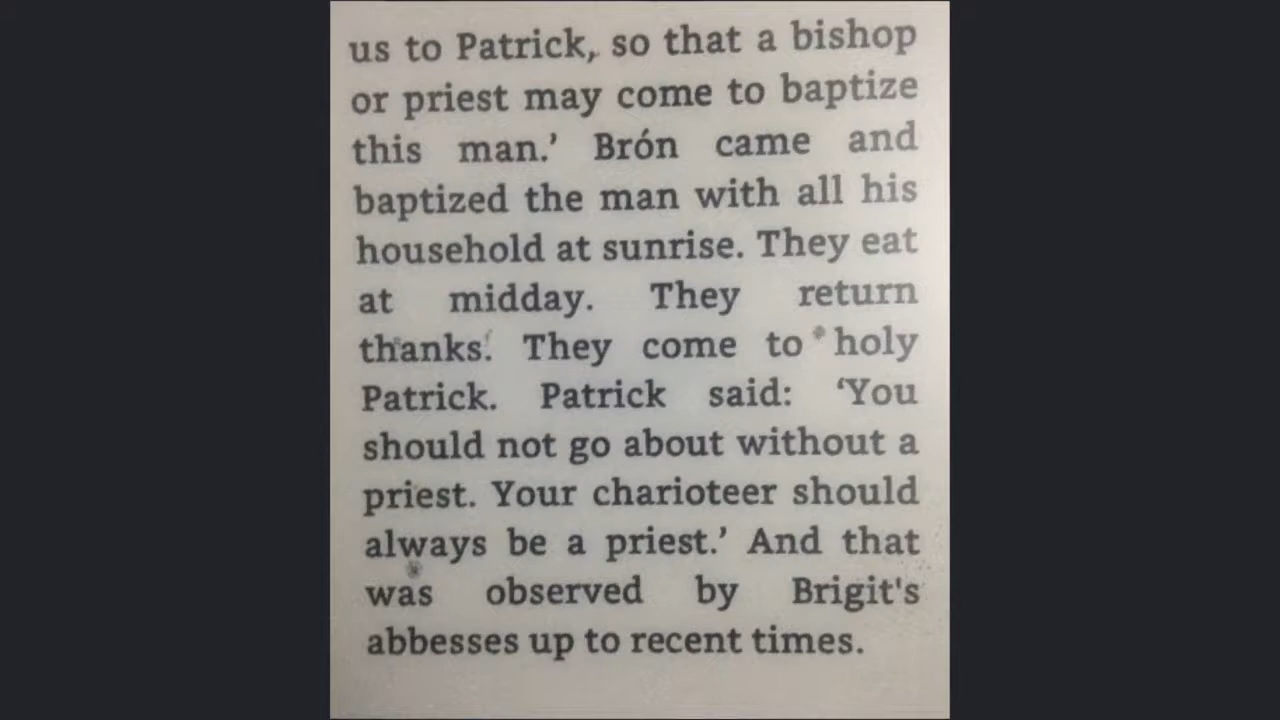 us to Patrick, so that a bishop
or priest may come to baptize
this man.’ Brón came and
baptized the man with all his
household at sunrise. They eat
at midday. They return
thanks. They come to holy
Patrick. Patrick said: ‘You
should not go about without a
priest. Your charioteer should
always be a priest.’ And that
was observed by Brigit's
abbesses up to recent times.